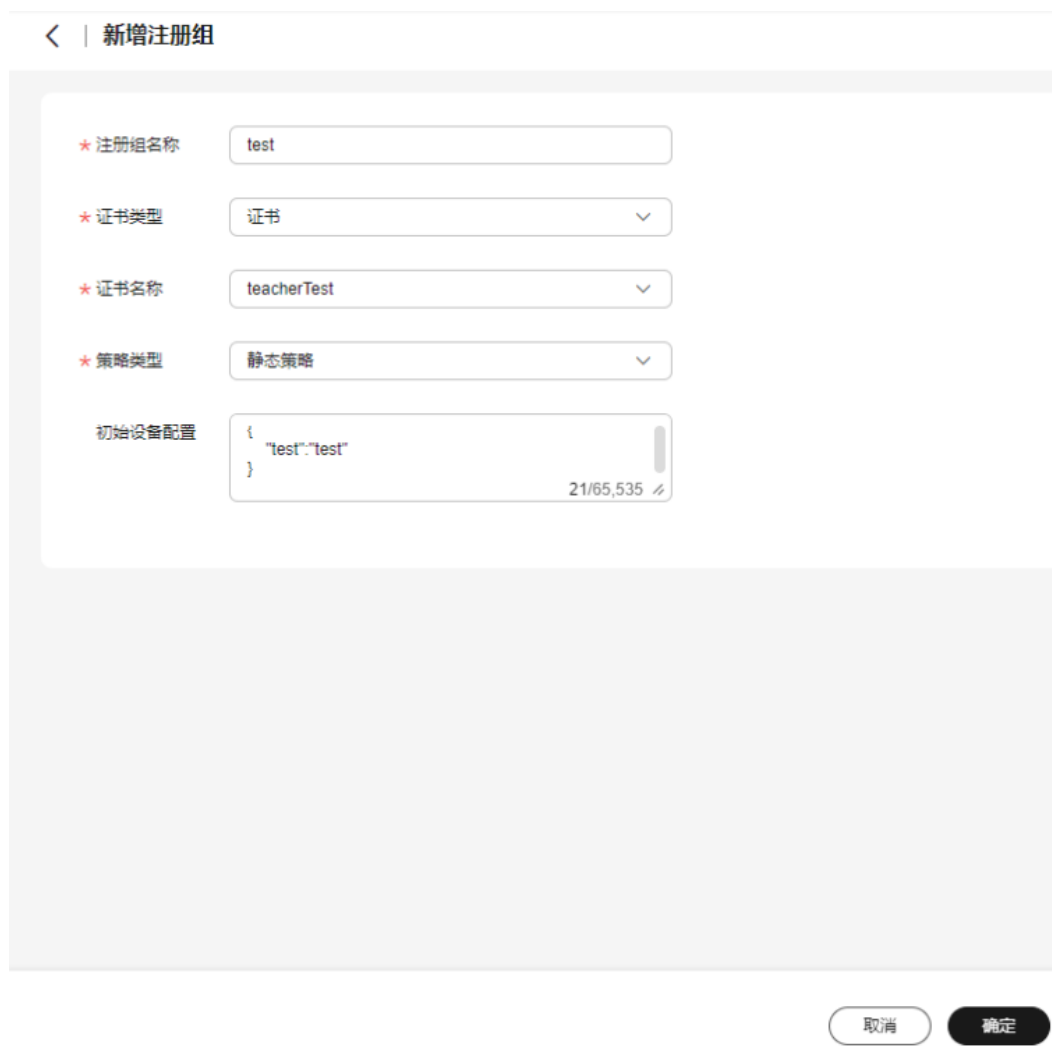 新增注册组
* 注册组名称 test
* 证书类型 证书
* 证书名称 teacherTest
* 策略类型 静态策略
初始设备配置 {
"test":"test"
}
21/65,535
取消 确定